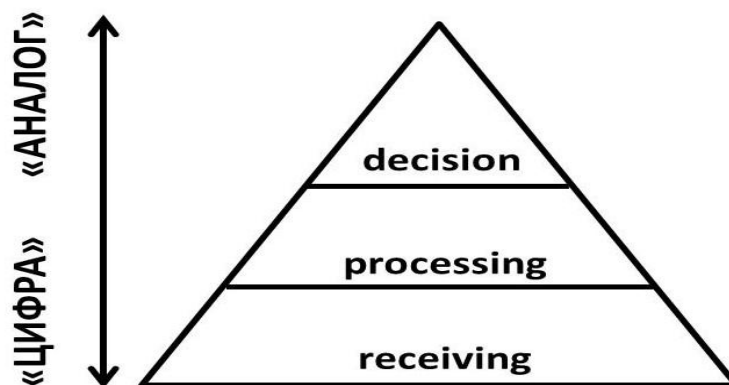 «АНАЛОГ»
«ЦИФРА»
decision
processing
receiving